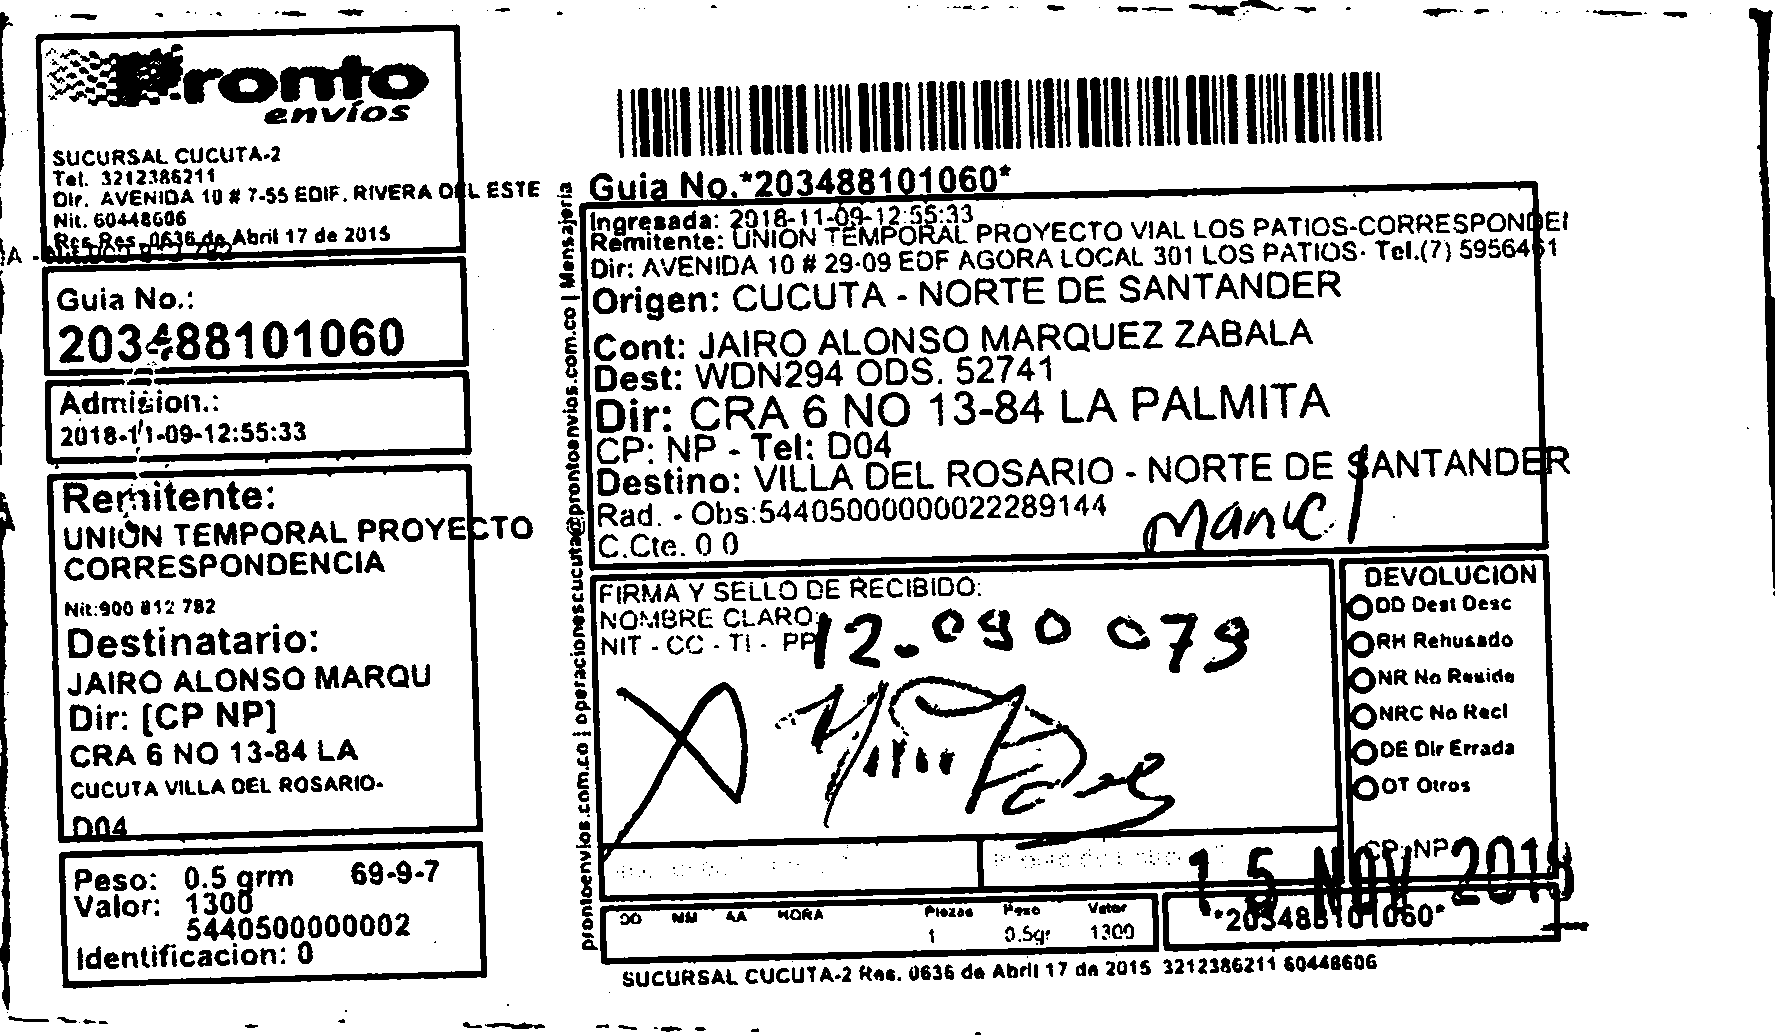 Pronto
envíos
SUCURSAL CUCUTA-2
Tel. 3212386211
Dir. AVENIDA 10 # 7-55 EDIF. RIVERA DEL ESTE
Nit. 60448606
Res Res. 0636 de Abril 17 de 2015
Guia No.:
203488101060
Admision.:
2018-11-09-12:55:33
Remitente:
UNION TEMPORAL PROYECTO
CORRESPONDENCIA
Nit:900 812 782
Destinatario:
JAIRO ALONSO MARQU
Dir: [CP NP]
CRA 6 NO 13-84 LA
CUCUTA VILLA DEL ROSARIO-
D04
Peso: 0.5 grm 69-9-7
Valor: 1300
5440500000002
Identificacion: 0
prontoenvios.com.co | operacionescucuta@prontoenvios.com.co | Mensajeria
Guia No.*203488101060*
Ingresada: 2018-11-09-12:55:33
Remitente: UNION TEMPORAL PROYECTO VIAL LOS PATIOS-CORRESPONDEI
Dir: AVENIDA 10 # 29-09 EDF AGORA LOCAL 301 LOS PATIOS- Tel.(7) 5956461
Origen: CUCUTA - NORTE DE SANTANDER
Cont: JAIRO ALONSO MARQUEZ ZABALA
Dest: WDN294 ODS. 52741
Dir: CRA 6 NO 13-84 LA PALMITA
CP: NP - Tel: D04
Destino: VILLA DEL ROSARIO - NORTE DE SANTANDER
Rad. - Obs:54405000000022289144
Manuel
C.Cte. 0 0
FIRMA Y SELLO DE RECIBIDO:
NOMBRE CLARO:
NIT - CC - TI - PP
12.090 079
DEVOLUCION
DD Dest Desc
RH Rehusado
NR No Reside
NRC No Recl
DE Dir Errada
OT Otros
CP: NP
15 NOV 2018
DD MM AA HORA Piezas Peso Valor
1 0.5gr 1300
*203488101060*
SUCURSAL CUCUTA-2 Res. 0636 de Abril 17 de 2015 3212386211 60448606